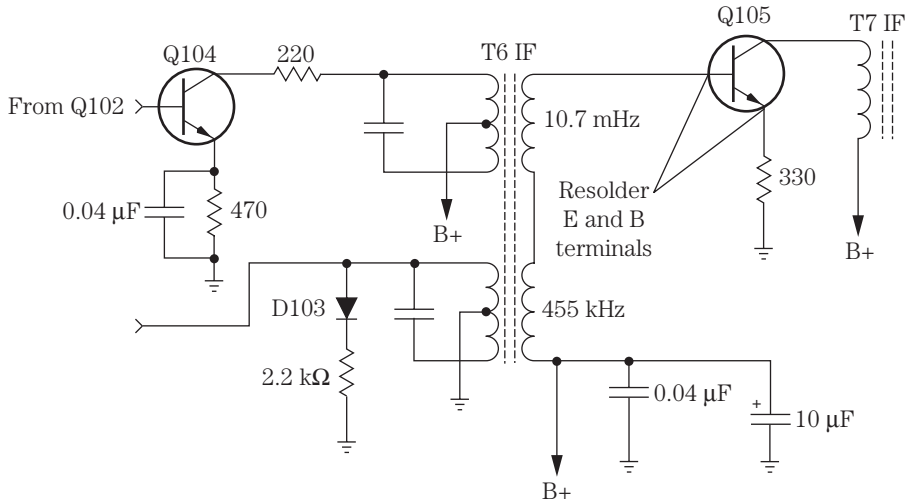 Q105
T7 IF
Q104
220
T6 IF
From Q102
10.7 mHz
0.04 µF
470
B+
Resolder
E and B
terminals
330
B+
D103
455 kHz
2.2 kΩ
0.04 µF
+
10 µF
B+